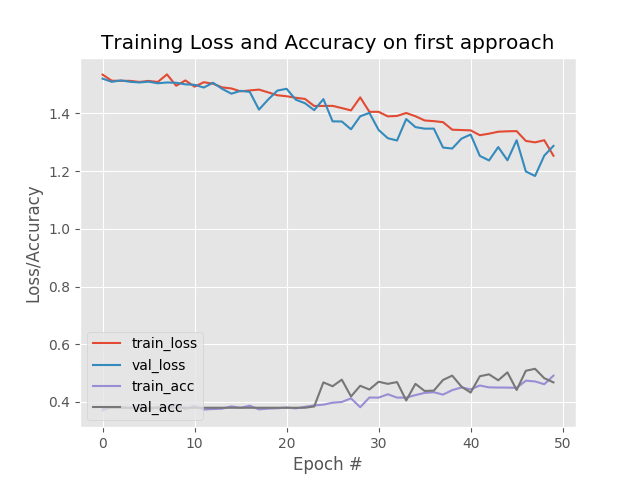 Training Loss and Accuracy on first approach
Loss/Accuracy
1.4
1.2
1.0
0.8
0.6
0.4
train_loss
val_loss
train_acc
val_acc
0 10 20 30 40 50
Epoch #